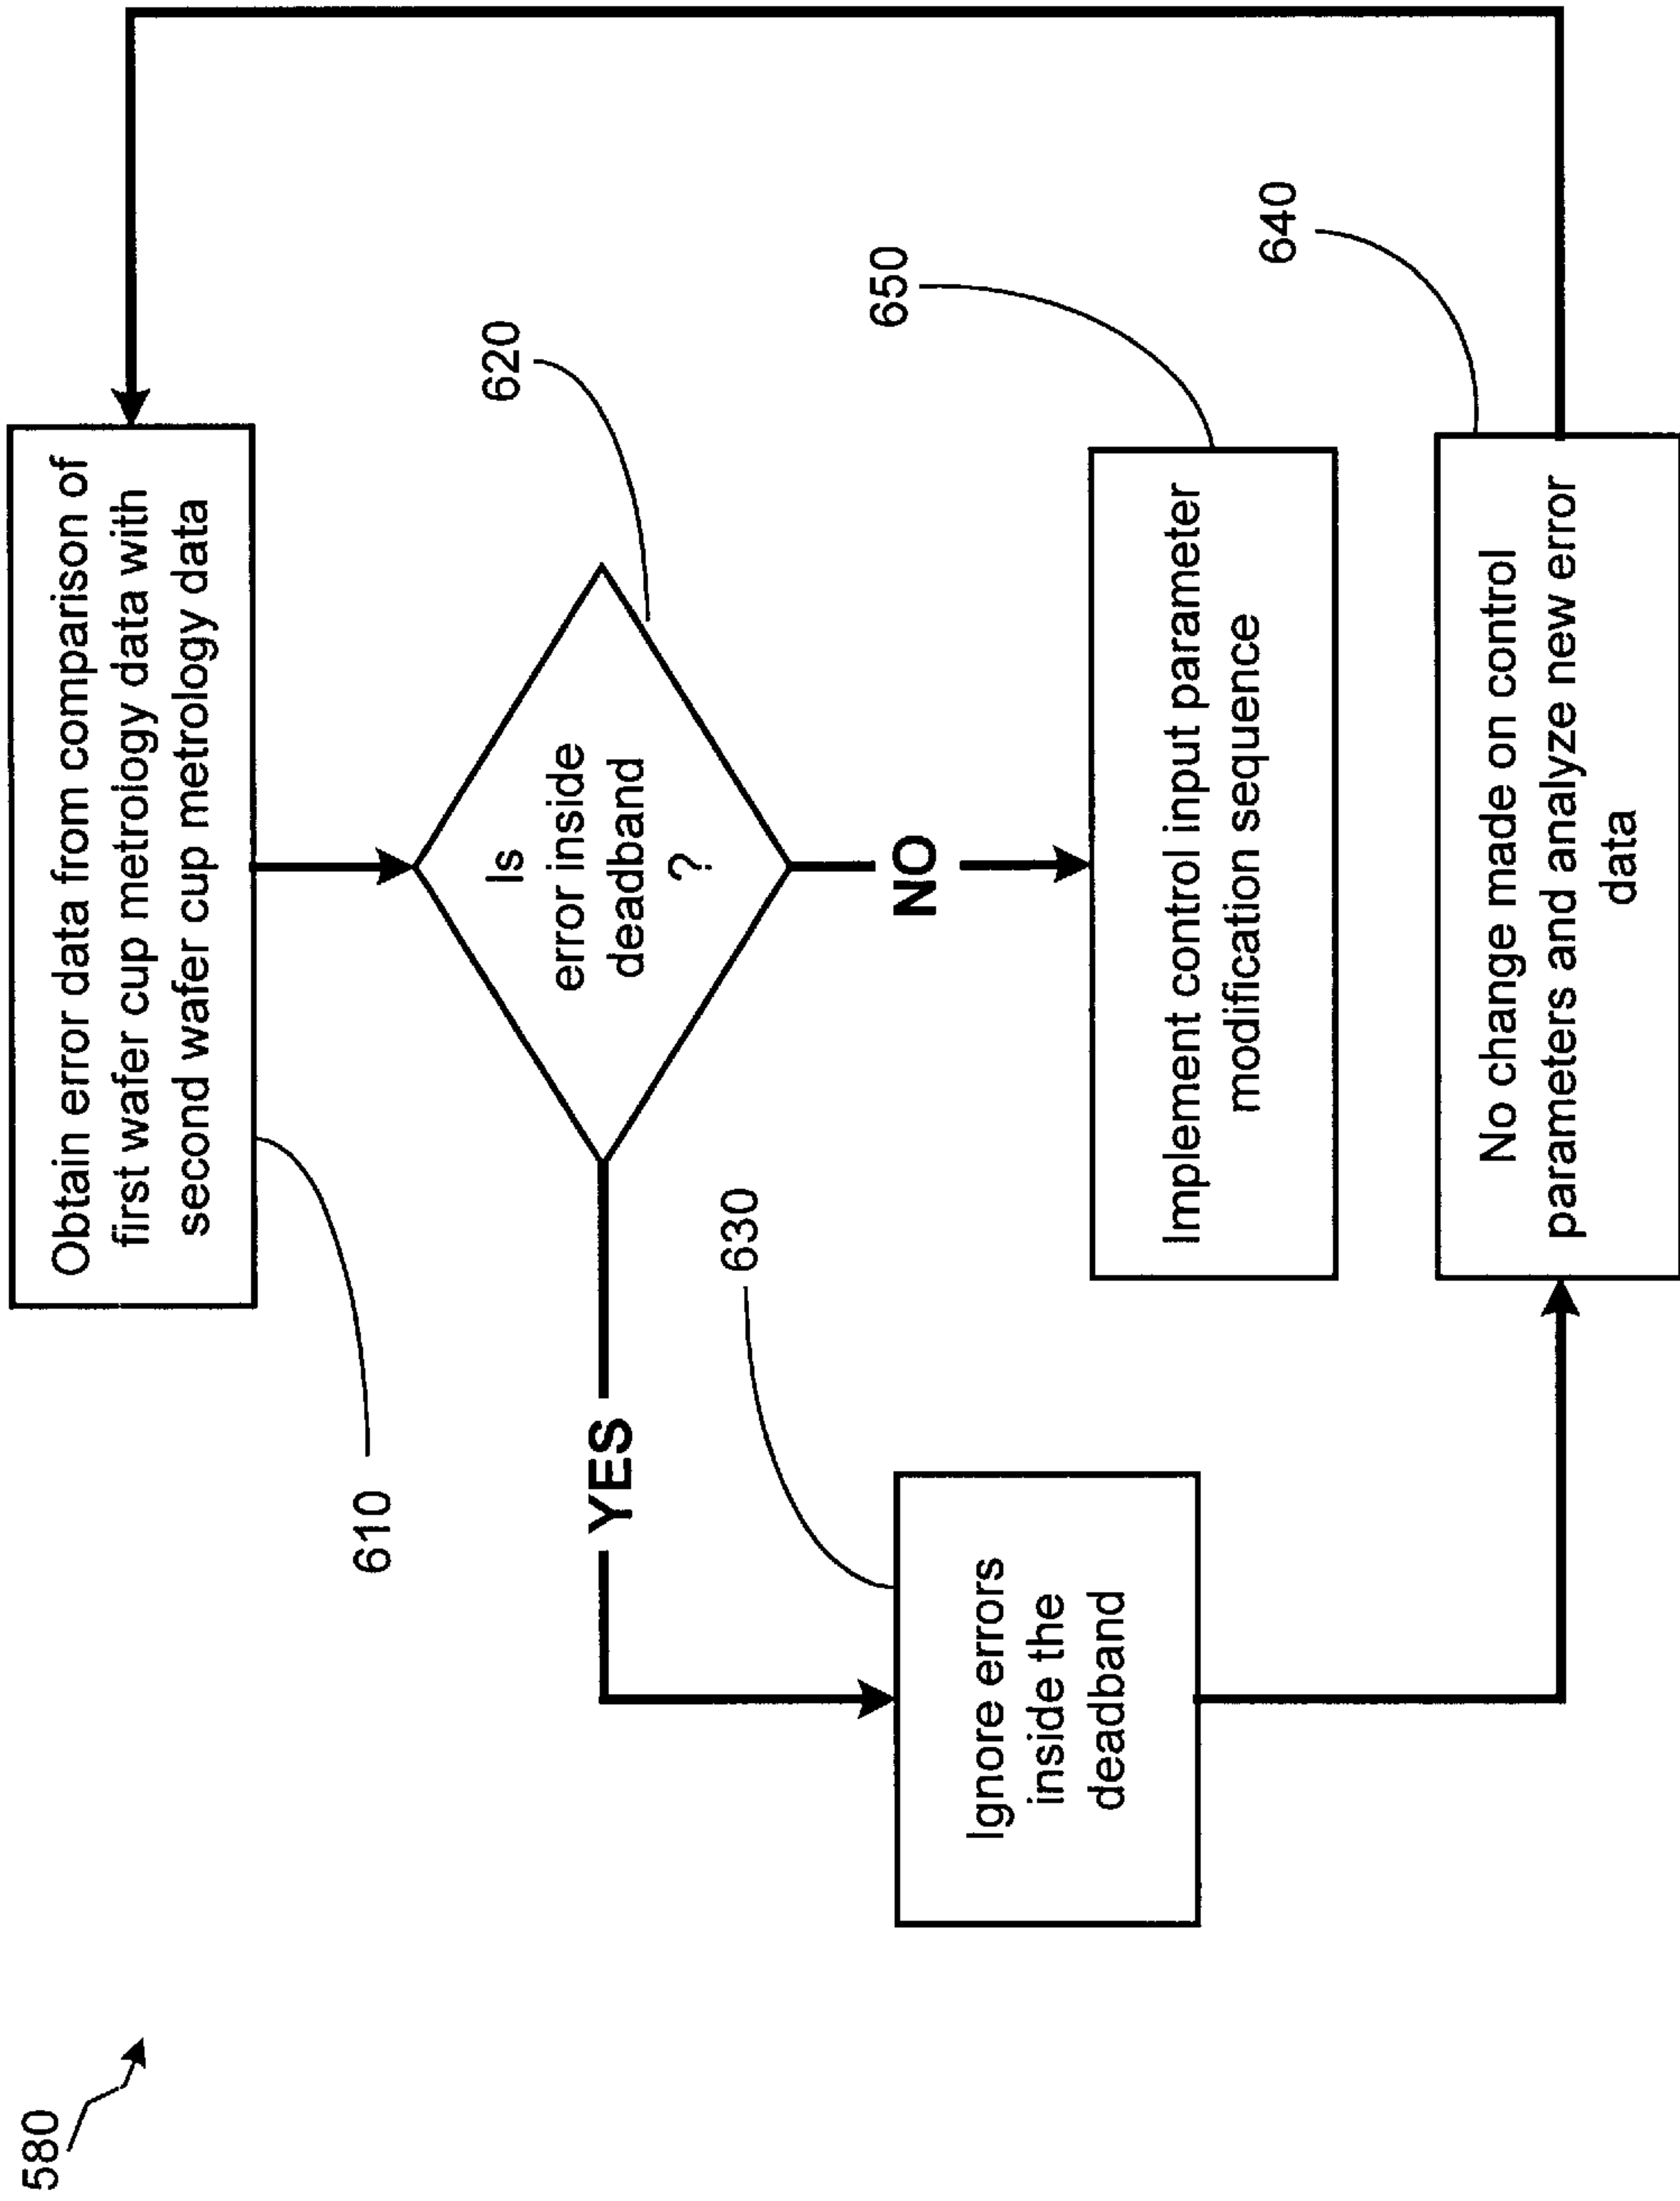 580
Obtain error data from comparison of
first wafer cup metrology data with
second wafer cup metrology data
610
Is
error inside
deadband
?
620
YES
NO
630
Ignore errors
inside the
deadband
650
Implement control input parameter
modification sequence
640
No change made on control
parameters and analyze new error
data